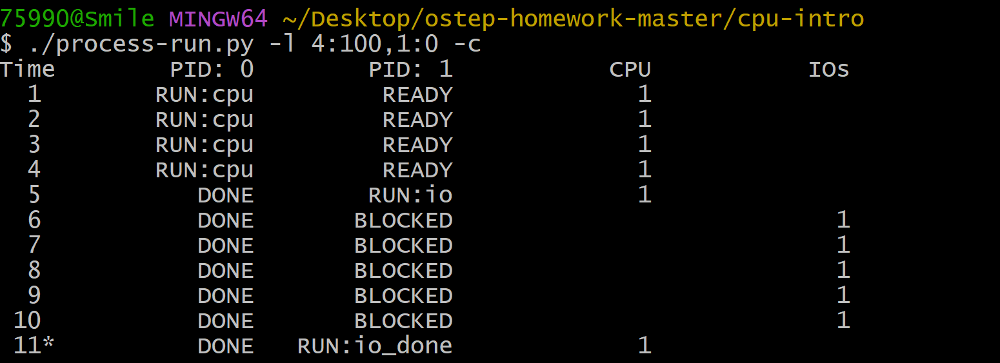 75990@Smile MINGW64 ~/Desktop/ostep-homework-master/cpu-intro
$ ./process-run.py -l 4:100,1:0 -c
Time        PID: 0        PID: 1           CPU           IOs
  1        RUN:cpu         READY             1
  2        RUN:cpu         READY             1
  3        RUN:cpu         READY             1
  4        RUN:cpu         READY             1
  5           DONE        RUN:io             1
  6           DONE       BLOCKED                           1
  7           DONE       BLOCKED                           1
  8           DONE       BLOCKED                           1
  9           DONE       BLOCKED                           1
 10           DONE       BLOCKED                           1
 11*          DONE   RUN:io_done             1